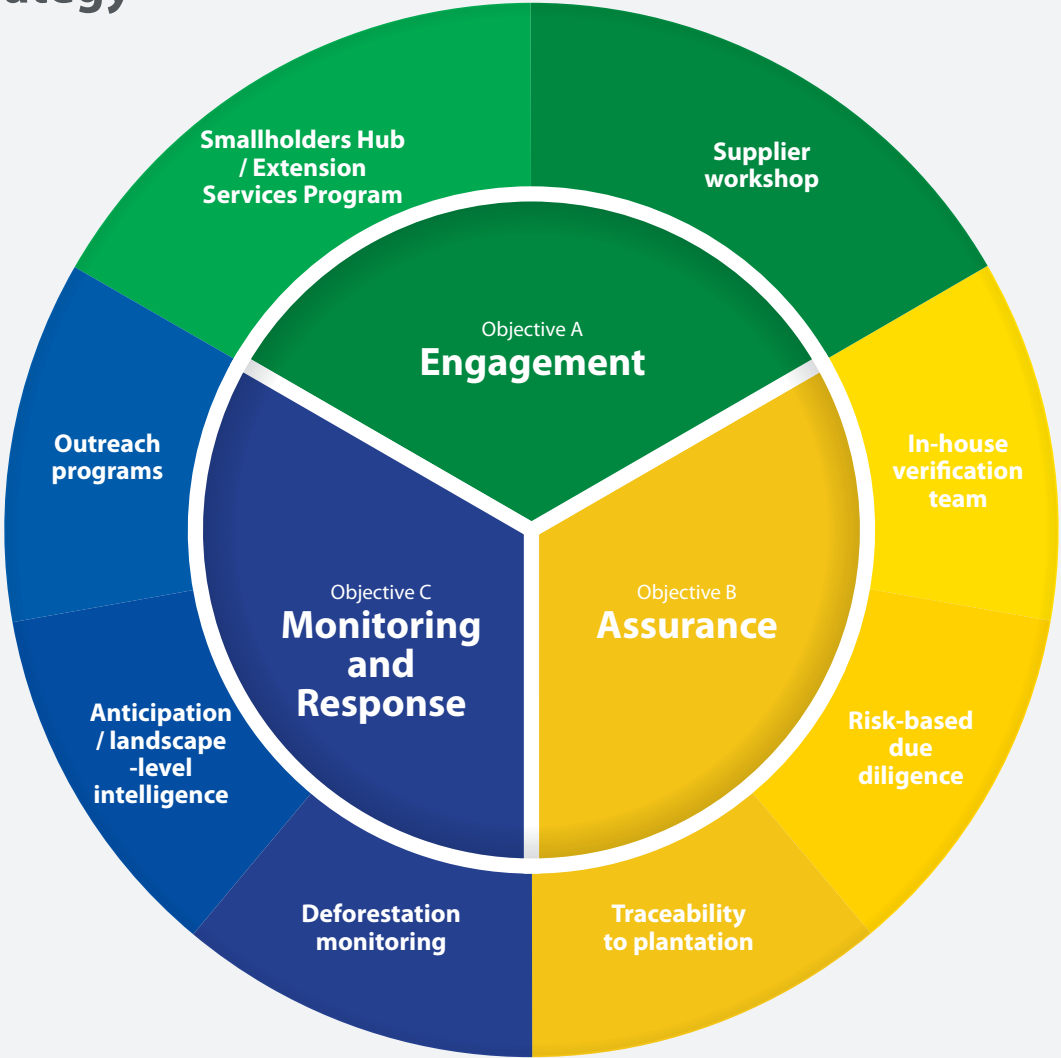 Smallholders Hub
/ Extension
Services Program
Supplier
workshop
Objective A
Engagement
Outreach
programs
In-house
verification
team
Objective C
Monitoring
and
Response
Objective B
Assurance
Anticipation
/ landscape
-level
intelligence
Risk-based
due
diligence
Deforestation
monitoring
Traceability
to plantation